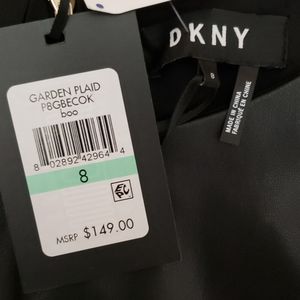 GARDEN PLAID
PBGBECOK
boo
8 02892 42964 4
8
MSRP $149.00
DKNY
8
MADE IN CHINA
FABRIQUÉ EN CHINE